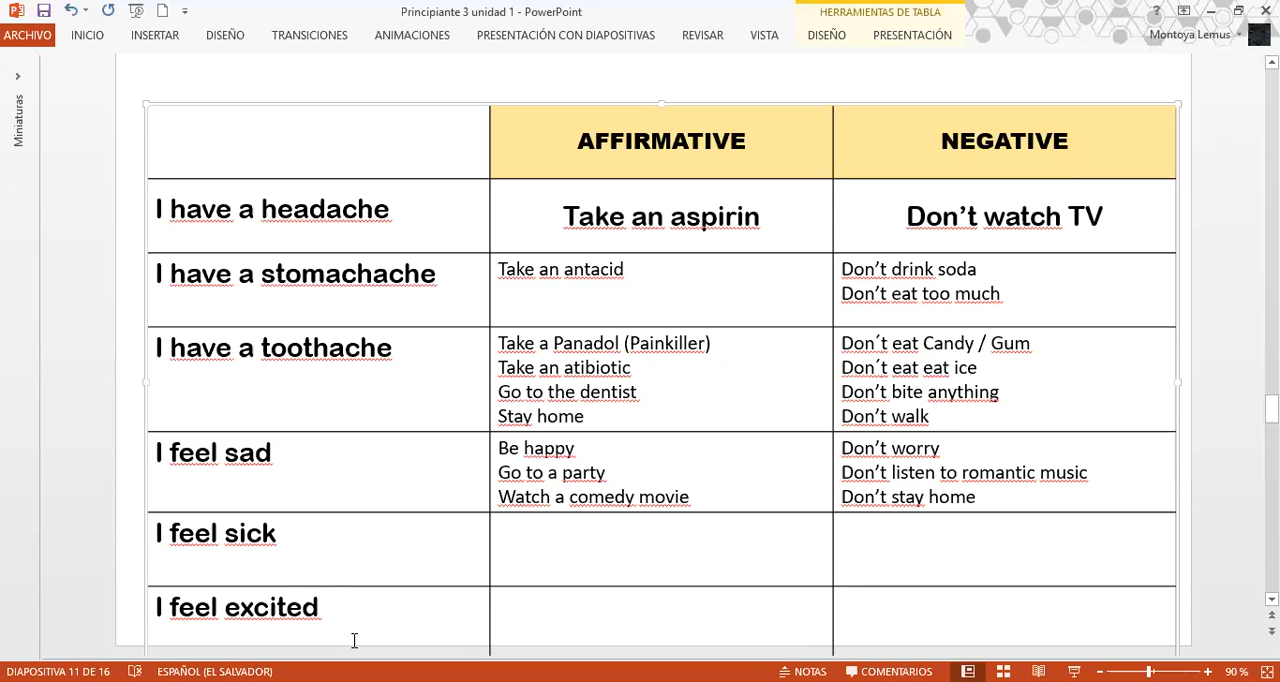 Principiante 3 unidad 1 - PowerPoint
HERRAMIENTAS DE TABLA
?
ARCHIVO INICIO INSERTAR DISEÑO TRANSICIONES ANIMACIONES PRESENTACIÓN CON DIAPOSITIVAS REVISAR VISTA DISEÑO PRESENTACIÓN
Montoya Lemus
Miniaturas
AFFIRMATIVE NEGATIVE
I have a headache
Take an aspirin
Don't watch TV
I have a stomachache
Take an antacid
Don't drink soda
Don't eat too much
I have a toothache
Take a Panadol (Painkiller)
Take an atibiotic
Go to the dentist
Stay home
Don´t eat Candy / Gum
Don´t eat eat ice
Don't bite anything
Don't walk
I feel sad
Be happy
Go to a party
Watch a comedy movie
Don't worry
Don't listen to romantic music
Don't stay home
I feel sick
I feel excited
DIAPOSITIVA 11 DE 16 ESPAÑOL (EL SALVADOR) NOTAS COMENTARIOS 90 %